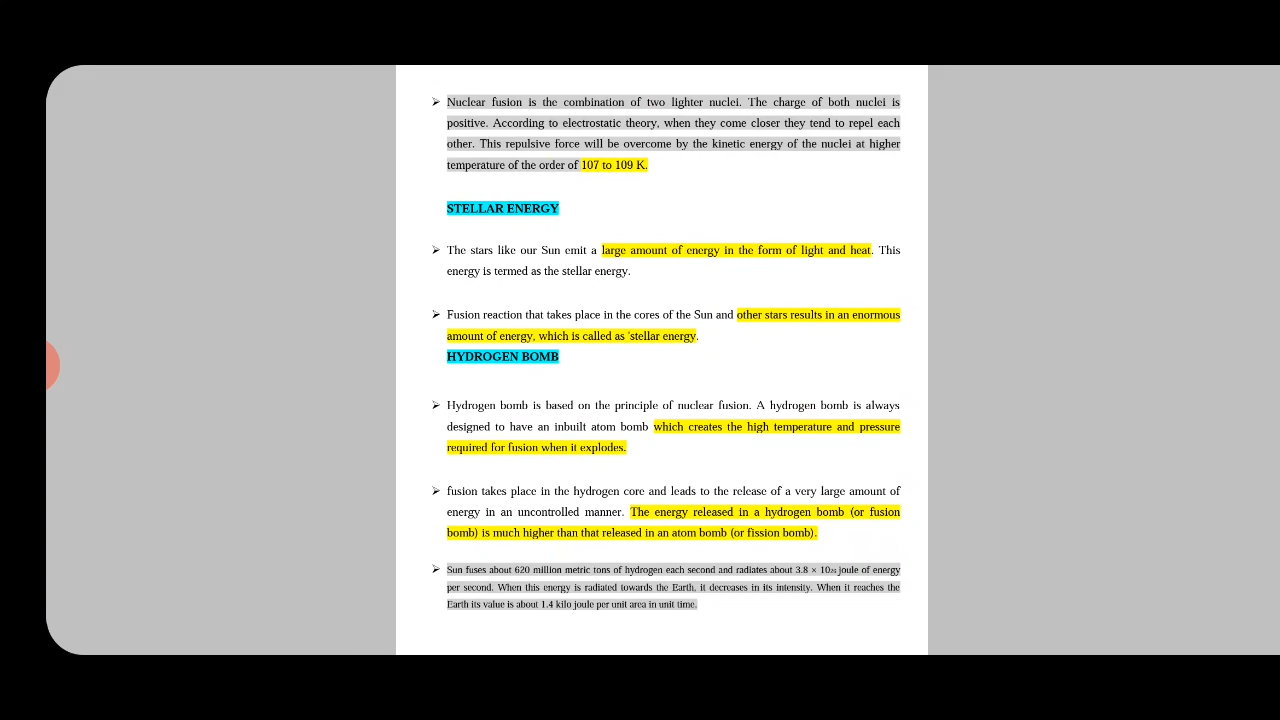 ➢ Nuclear fusion is the combination of two lighter nuclei. The charge of both nuclei is
positive. According to electrostatic theory, when they come closer they tend to repel each
other. This repulsive force will be overcome by the kinetic energy of the nuclei at higher
temperature of the order of 107 to 109 K.
STELLAR ENERGY
➢ The stars like our Sun emit a large amount of energy in the form of light and heat. This
energy is termed as the stellar energy.
➢ Fusion reaction that takes place in the cores of the Sun and other stars results in an enormous
amount of energy, which is called as 'stellar energy.
HYDROGEN BOMB
➢ Hydrogen bomb is based on the principle of nuclear fusion. A hydrogen bomb is always
designed to have an inbuilt atom bomb which creates the high temperature and pressure
required for fusion when it explodes.
➢ fusion takes place in the hydrogen core and leads to the release of a very large amount of
energy in an uncontrolled manner. The energy released in a hydrogen bomb (or fusion
bomb) is much higher than that released in an atom bomb (or fission bomb).
➢ Sun fuses about 620 million metric tons of hydrogen each second and radiates about 3.8 × 10₂₆ joule of energy
per second. When this energy is radiated towards the Earth, it decreases in its intensity. When it reaches the
Earth its value is about 1.4 kilo joule per unit area in unit time.